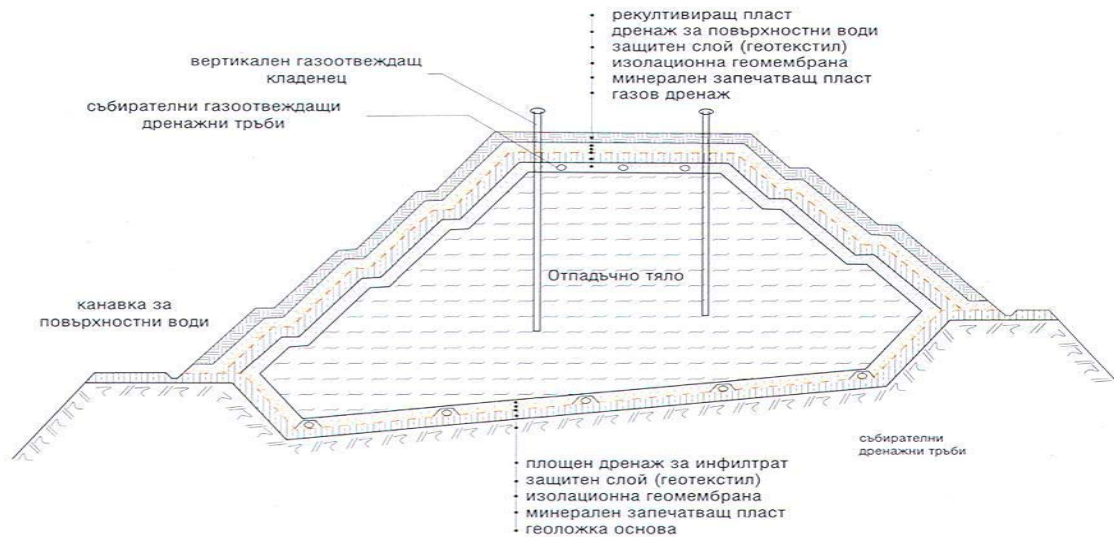 рекултивиращ пласт
дренаж за повърхностни води
защитен слой (геотекстил)
изолационна геомембрана
минерален запечатващ пласт
газов дренаж
вертикален газоотвеждащ
кладенец
събирателни газоотвеждащи
дренажни тръби
Отпадъчно тяло
канавка за
повърхностни води
събирателни
дренажни тръби
площен дренаж за инфилтрат
защитен слой (геотекстил)
изолационна геомембрана
минерален запечатващ пласт
геоложка основа